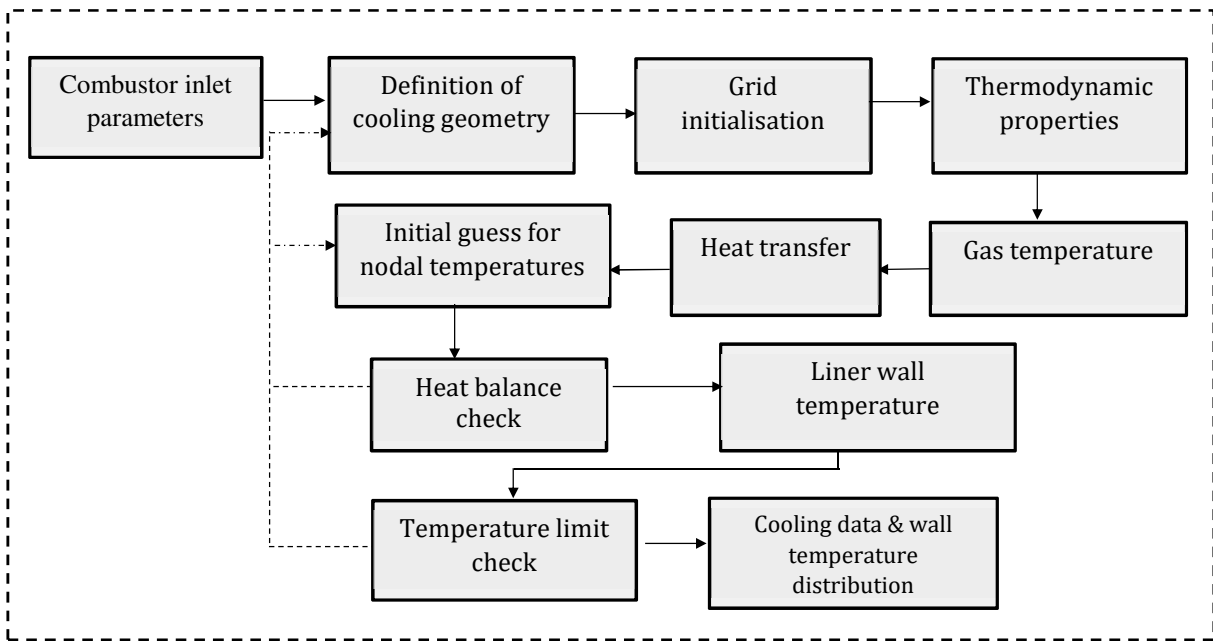 Combustor inlet
parameters
Definition of
cooling geometry
Grid
initialisation
Thermodynamic
properties
Gas temperature
Heat transfer
Initial guess for
nodal temperatures
Heat balance
check
Liner wall
temperature
Temperature limit
check
Cooling data & wall
temperature
distribution